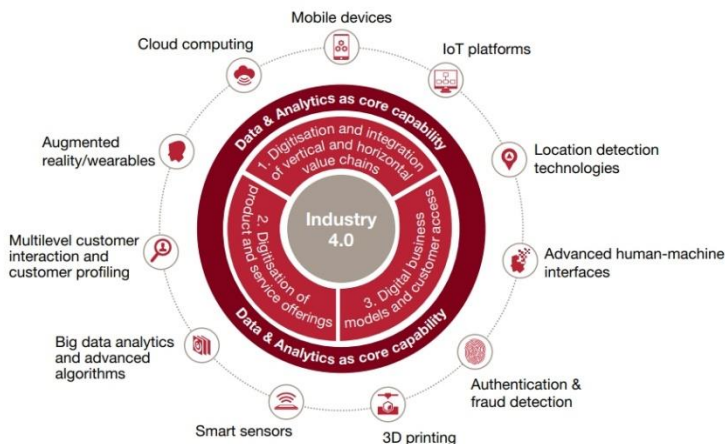 Mobile devices
Cloud computing
IoT platforms
Augmented
reality/wearables
Location detection
technologies
Multilevel customer
interaction and
customer profiling
Advanced human-machine
interfaces
Big data analytics
and advanced
algorithms
Authentication &
fraud detection
Smart sensors
3D printing
Data & Analytics as core capability
1. Digitisation and integration
of vertical and horizontal
value chains
2. Digitisation of
product and service offerings
Industry
4.0
3. Digital business
models and customer access
Data & Analytics as core capability